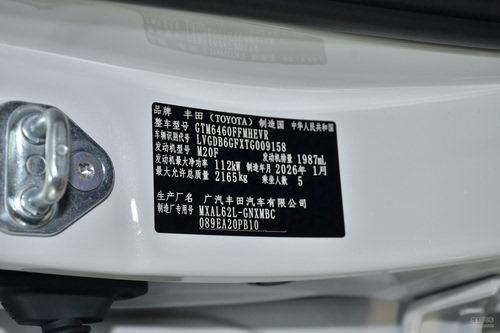 品牌 丰田(TOYOTA) 制造国 中华人民共和国
整车型号 GTM6460FFMHEVR
车辆识别代号 LVGDB6GFXTG009158
发动机型号 M20F 发动机排量 1987mL
发动机最大净功率 112kW 制造年月 2026年 1月
最大允许总质量 2165kg 乘坐人数 5
生产厂名 广汽丰田汽车有限公司
制造厂专用号 MXAL62L-GNXMBC
089EA20PB10